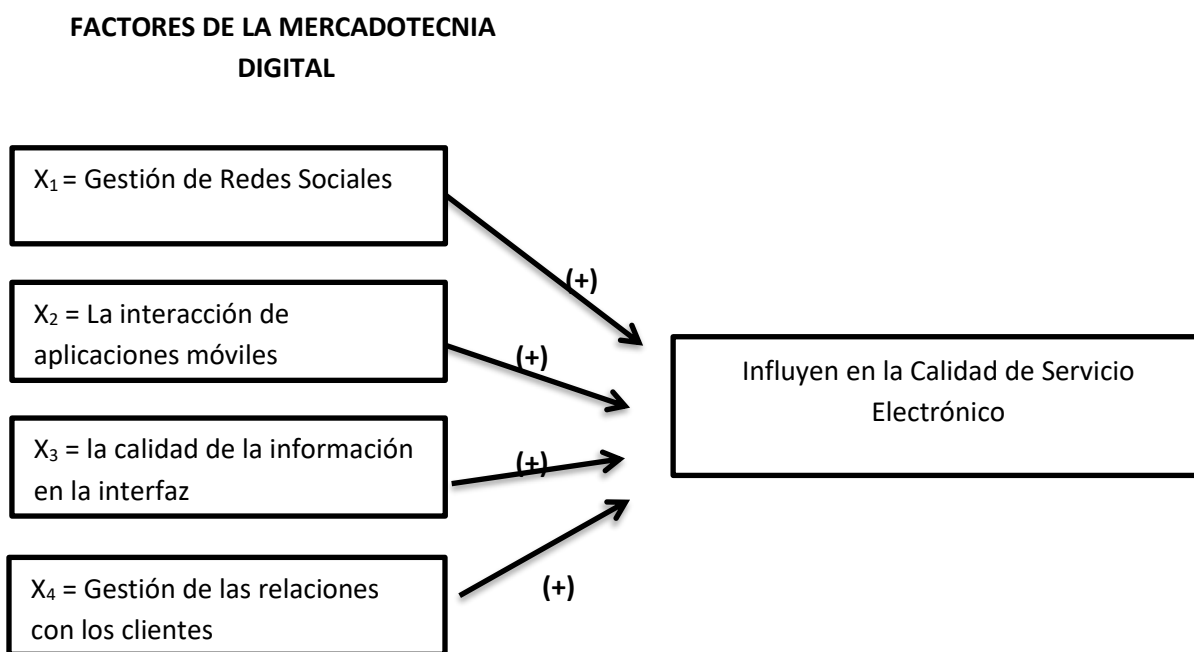 FACTORES DE LA MERCADOTECNIA
DIGITAL
X₁ = Gestión de Redes Sociales
(+)
X₂ = La interacción de
aplicaciones móviles
(+)
Influyen en la Calidad de Servicio
Electrónico
X₃ = la calidad de la información
en la interfaz
(+)
X₄ = Gestión de las relaciones
con los clientes
(+)